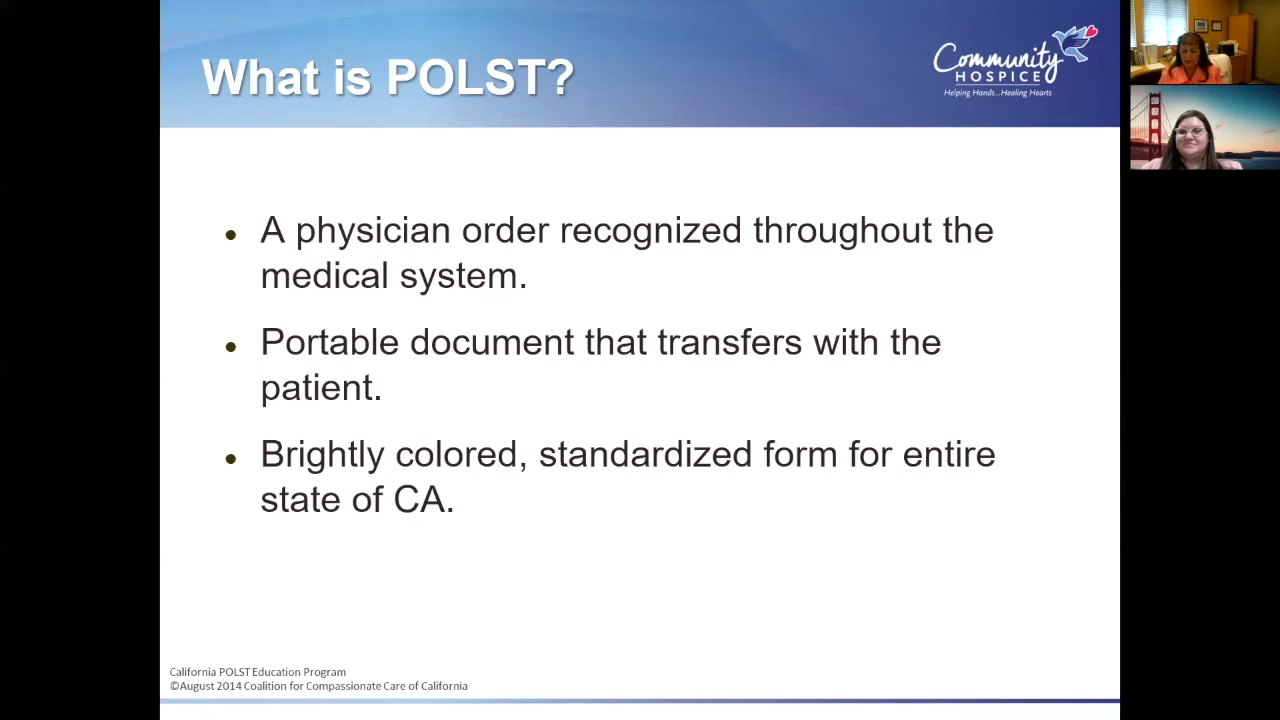 What is POLST?
Community
HOSPICE
Helping Hands...Healing Hearts
• A physician order recognized throughout the
medical system.
• Portable document that transfers with the
patient.
• Brightly colored, standardized form for entire
state of CA.
California POLST Education Program
©August 2014 Coalition for Compassionate Care of California